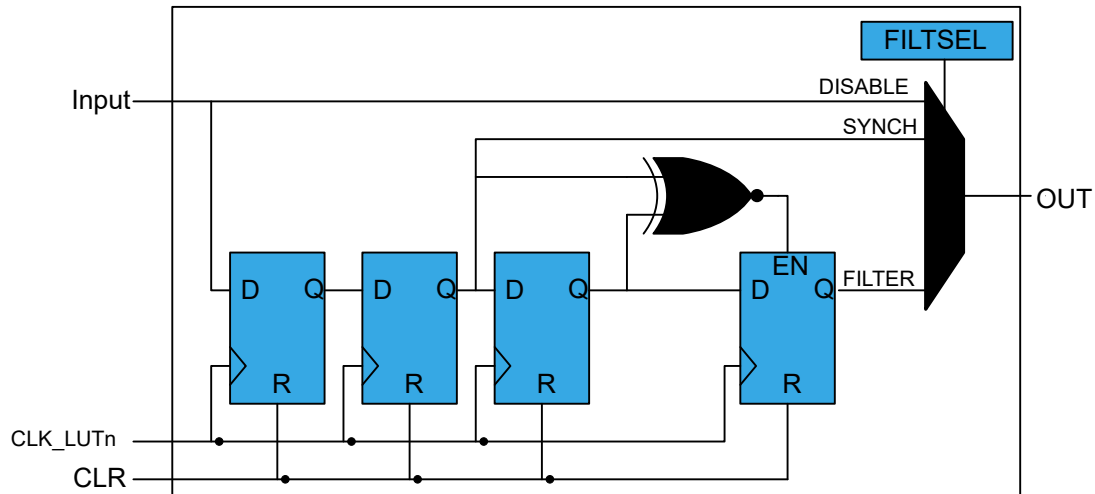 FILTSEL
Input
DISABLE
SYNCH
OUT
EN
D Q D Q D Q D Q FILTER
R R R R
CLK_LUTn
CLR